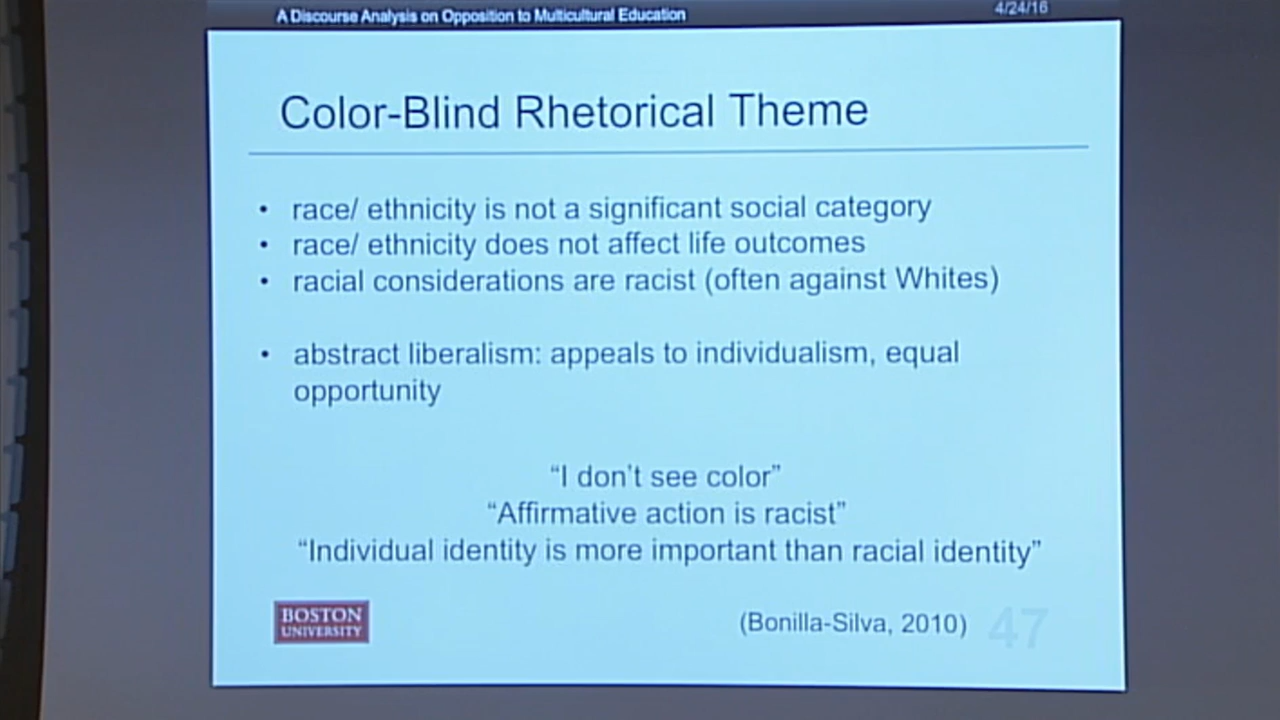 A Discourse Analysis on Opposition to Multicultural Education
4/24/16
Color-Blind Rhetorical Theme
• race/ ethnicity is not a significant social category
• race/ ethnicity does not affect life outcomes
• racial considerations are racist (often against Whites)
• abstract liberalism: appeals to individualism, equal
opportunity
“I don’t see color”
“Affirmative action is racist”
“Individual identity is more important than racial identity”
BOSTON
UNIVERSITY
(Bonilla-Silva, 2010)
47